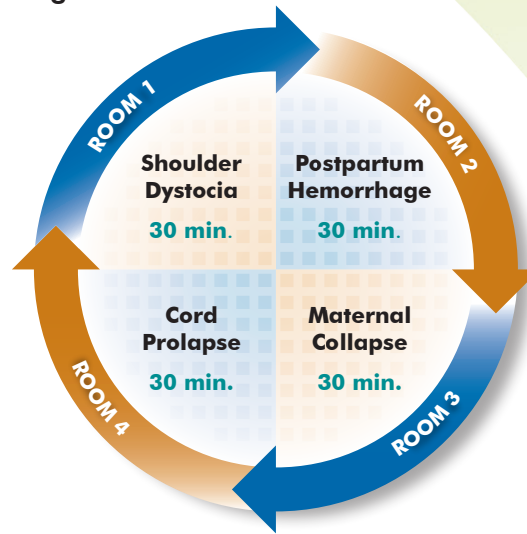 ROOM 1
Shoulder
Dystocia
30 min.
ROOM 2
Postpartum
Hemorrhage
30 min.
ROOM 3
Maternal
Collapse
30 min.
ROOM 4
Cord
Prolapse
30 min.